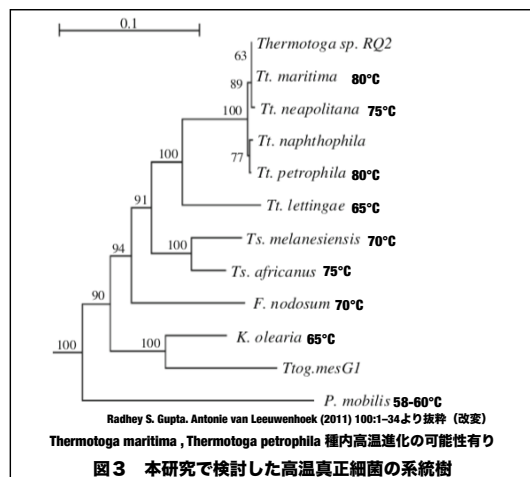 0.1
Thermotoga sp. RQ2
63
Tt. maritima 80°C
89
Tt. neapolitana 75°C
100
Tt. naphthophila
77
Tt. petrophila 80°C
100
Tt. lettingae 65°C
91
Ts. melanesiensis 70°C
100
Ts. africanus 75°C
94
F. nodosum 70°C
90
K. olearia 65°C
100
100
Ttog.mesG1
P. mobilis 58-60°C
Radhey S. Gupta. Antonie van Leeuwenhoek (2011) 100:1–34より抜粋（改変）
Thermotoga maritima , Thermotoga petrophila 種内高温進化の可能性有り
図３　本研究で検討した高温真正細菌の系統樹